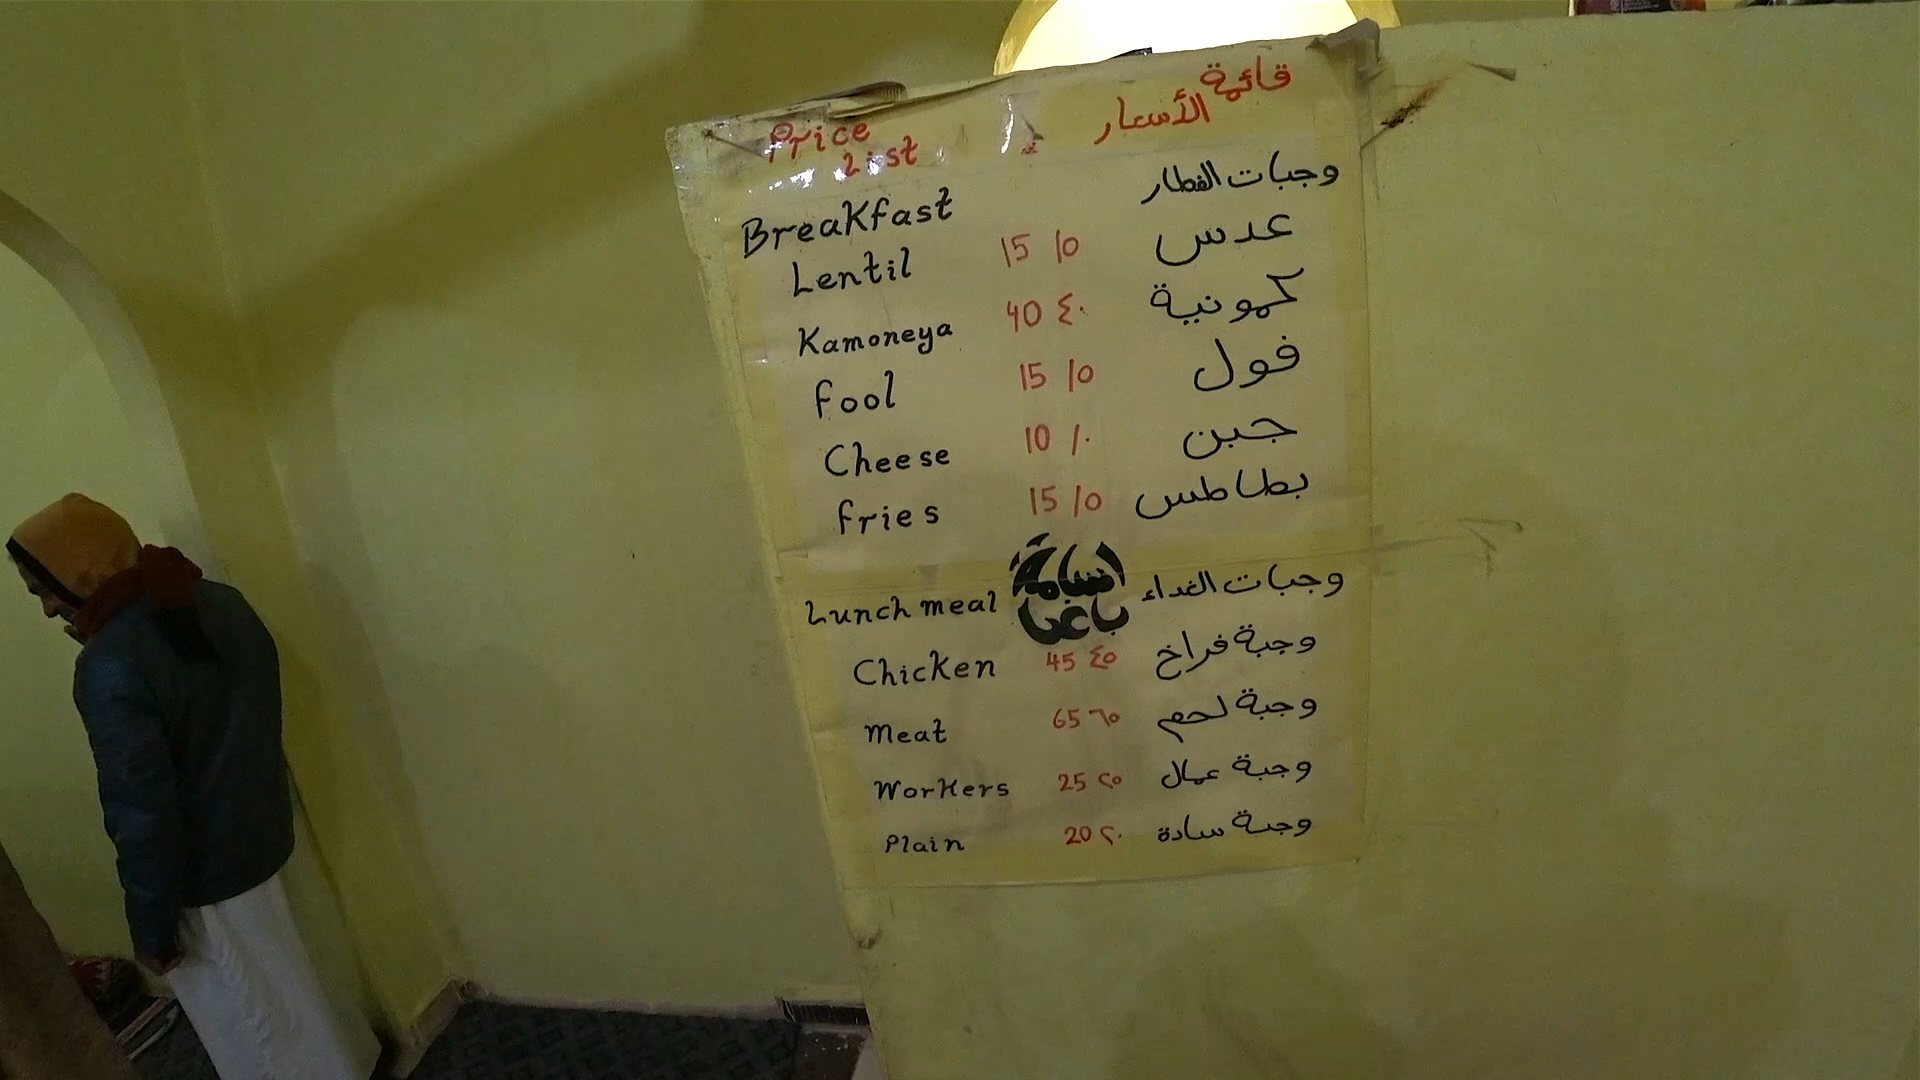 Price List قائمة الأسعار
Breakfast وجبات الفطار
Lentil 15 ١٥ عدس
Kamoneya 40 ٤٠ كمونية
fool 15 ١٥ فول
Cheese 10 ١٠ جبن
fries 15 ١٥ بطاطس
Lunch meal وجبات الغداء
Chicken 45 ٤٥ وجبة فراخ
Meat 65 ٦٥ وجبة لحم
Workers 25 ٢٥ وجبة عمال
Plain 20 ٢٠ وجبة سادة